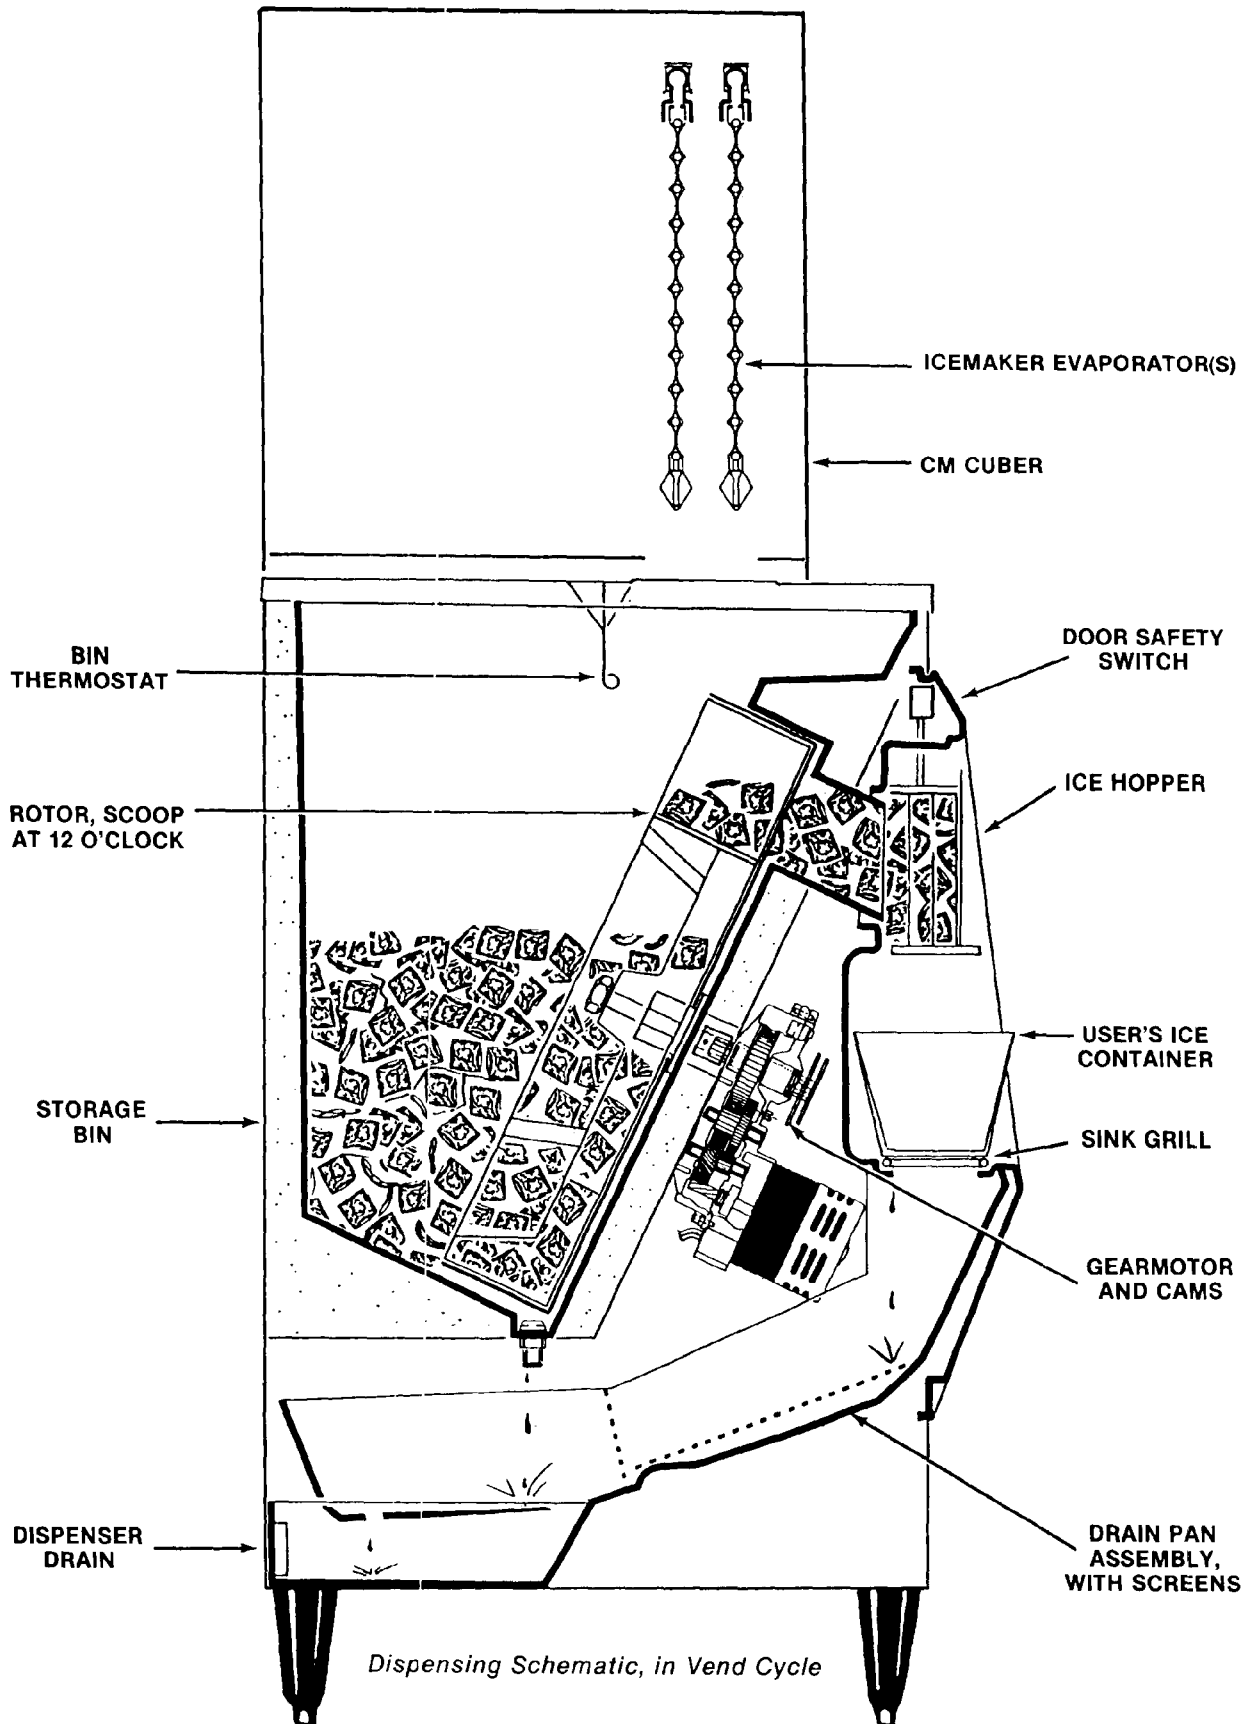 ICEMAKER EVAPORATOR(S)
CM CUBER
BIN
THERMOSTAT
DOOR SAFETY
SWITCH
ROTOR, SCOOP
AT 12 O'CLOCK
ICE HOPPER
USER'S ICE
CONTAINER
STORAGE
BIN
SINK GRILL
GEARMOTOR
AND CAMS
DISPENSER
DRAIN
DRAIN PAN
ASSEMBLY,
WITH SCREENS
Dispensing Schematic, in Vend Cycle